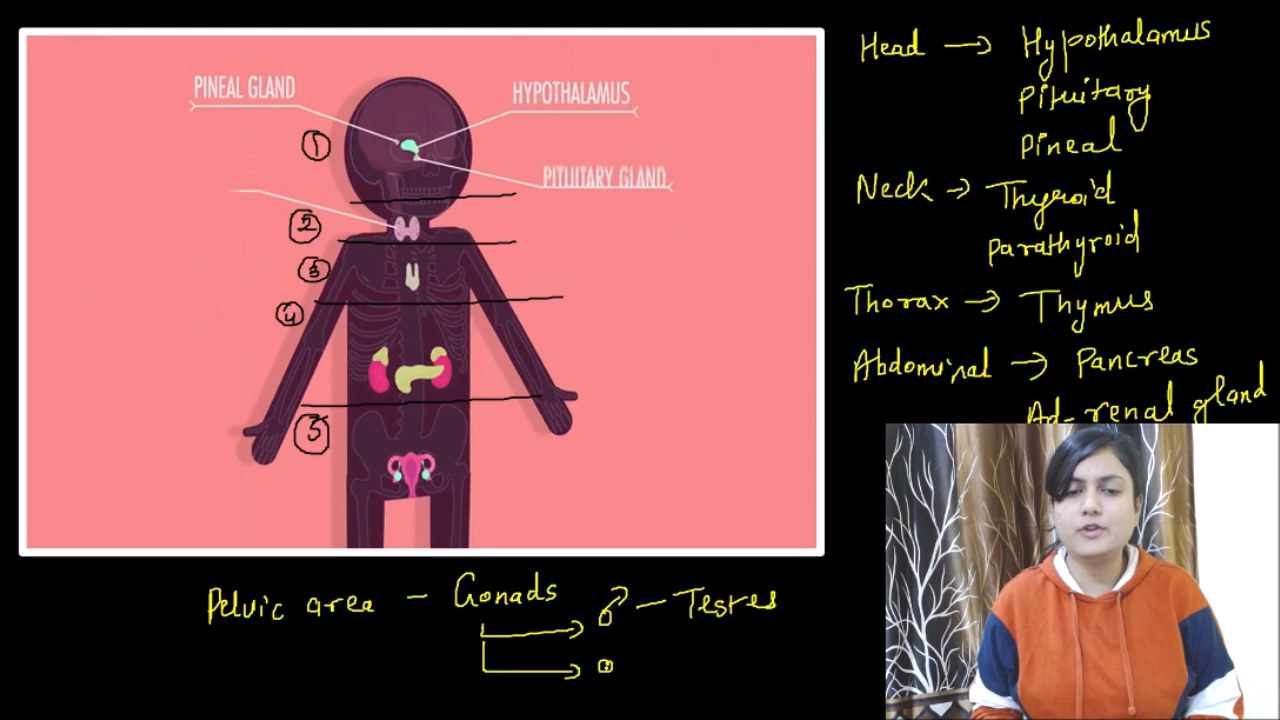 PINEAL GLAND
HYPOTHALAMUS
PITUITARY GLAND
1
2
3
4
5
Head → Hypothalamus
Pituitary
Pineal
Neck → Thyroid
Parathyroid
Thorax → Thymus
Abdominal → Pancreas
Ad-renal gland
Pelvic area - Gonads
♂ - Testes